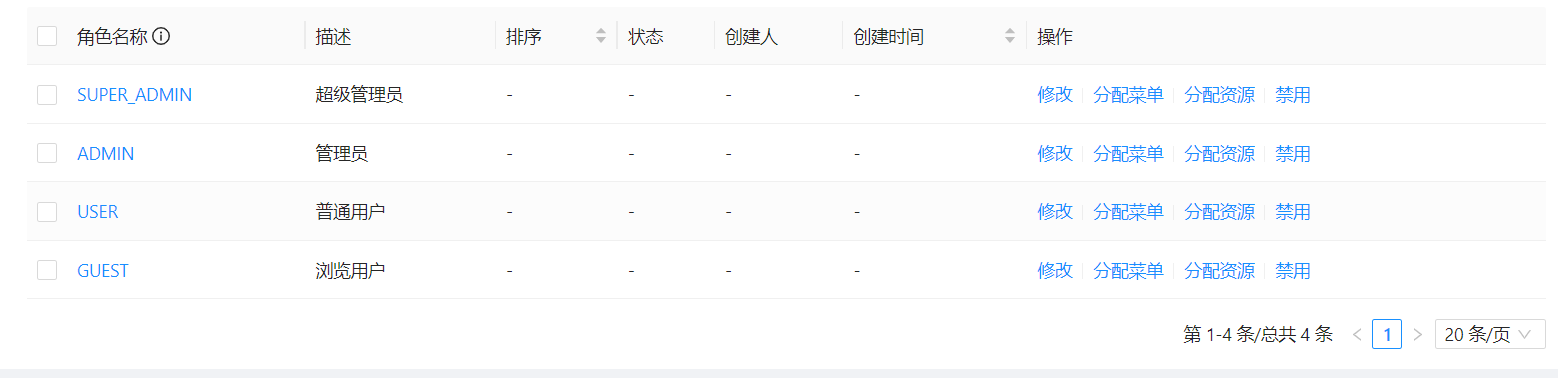 角色名称 描述 排序 状态 创建人 创建时间 操作
SUPER_ADMIN 超级管理员 - - - - 修改 分配菜单 分配资源 禁用
ADMIN 管理员 - - - - 修改 分配菜单 分配资源 禁用
USER 普通用户 - - - - 修改 分配菜单 分配资源 禁用
GUEST 浏览用户 - - - - 修改 分配菜单 分配资源 禁用
第 1-4 条/总共 4 条 < 1 > 20 条/页